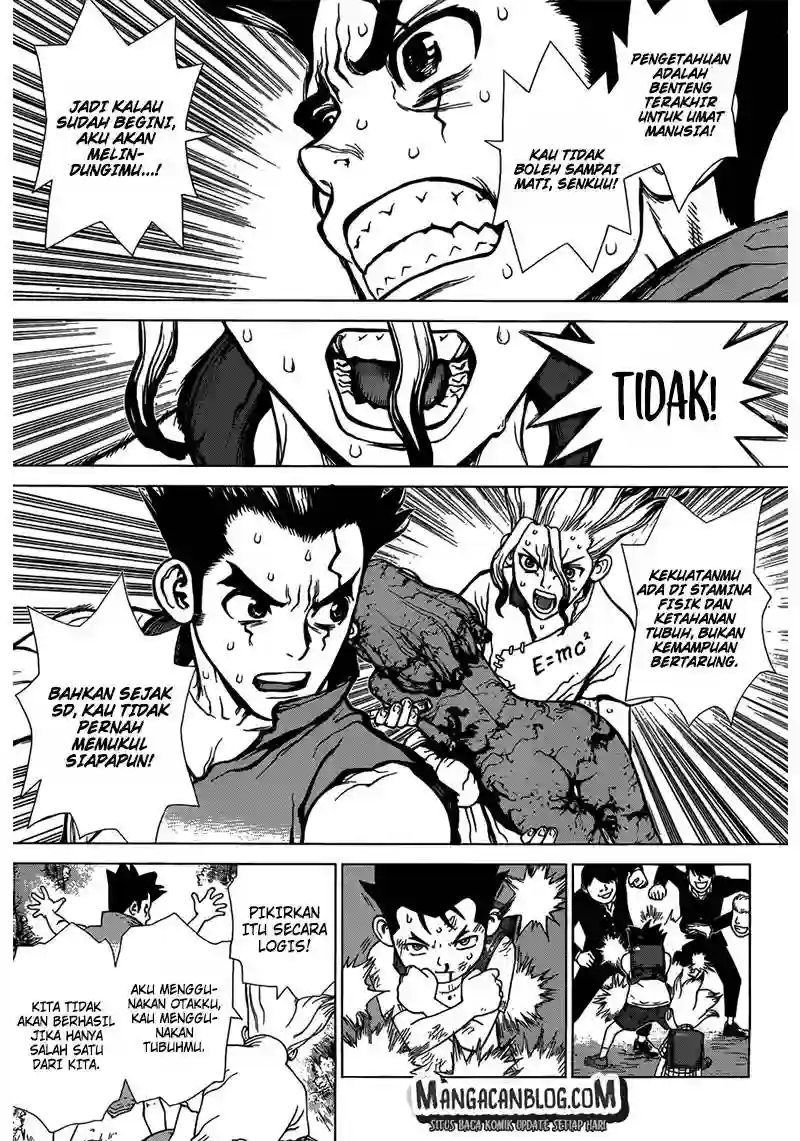 PENGETAHUAN
ADALAH
BENTENG
TERAKHIR
UNTUK UMAT
MANUSIA!
KAU TIDAK
BOLEH SAMPAI
MATI, SENKUU!
JADI KALAU
SUDAH BEGINI,
AKU AKAN
MELIN-
DUNGIMU...!
TIDAK!
KEKUATANMU
ADA DI STAMINA
FISIK DAN
KETAHANAN
TUBUH, BUKAN
KEMAMPUAN
BERTARUNG.
E=mc²
BAHKAN SEJAK
SD, KAU TIDAK
PERNAH
MEMUKUL
SIAPAPUN!
PIKIRKAN
ITU SECARA
LOGIS!
AKU MENGGU-
NAKAN OTAKKU,
KAU MENGGU-
NAKAN
TUBUHMU.
KITA TIDAK
AKAN BERHASIL
JIKA HANYA
SALAH SATU
DARI KITA.
MANGACANBLOG.COM
SITUS BACA KOMIK UPDATE SETIAP HARI